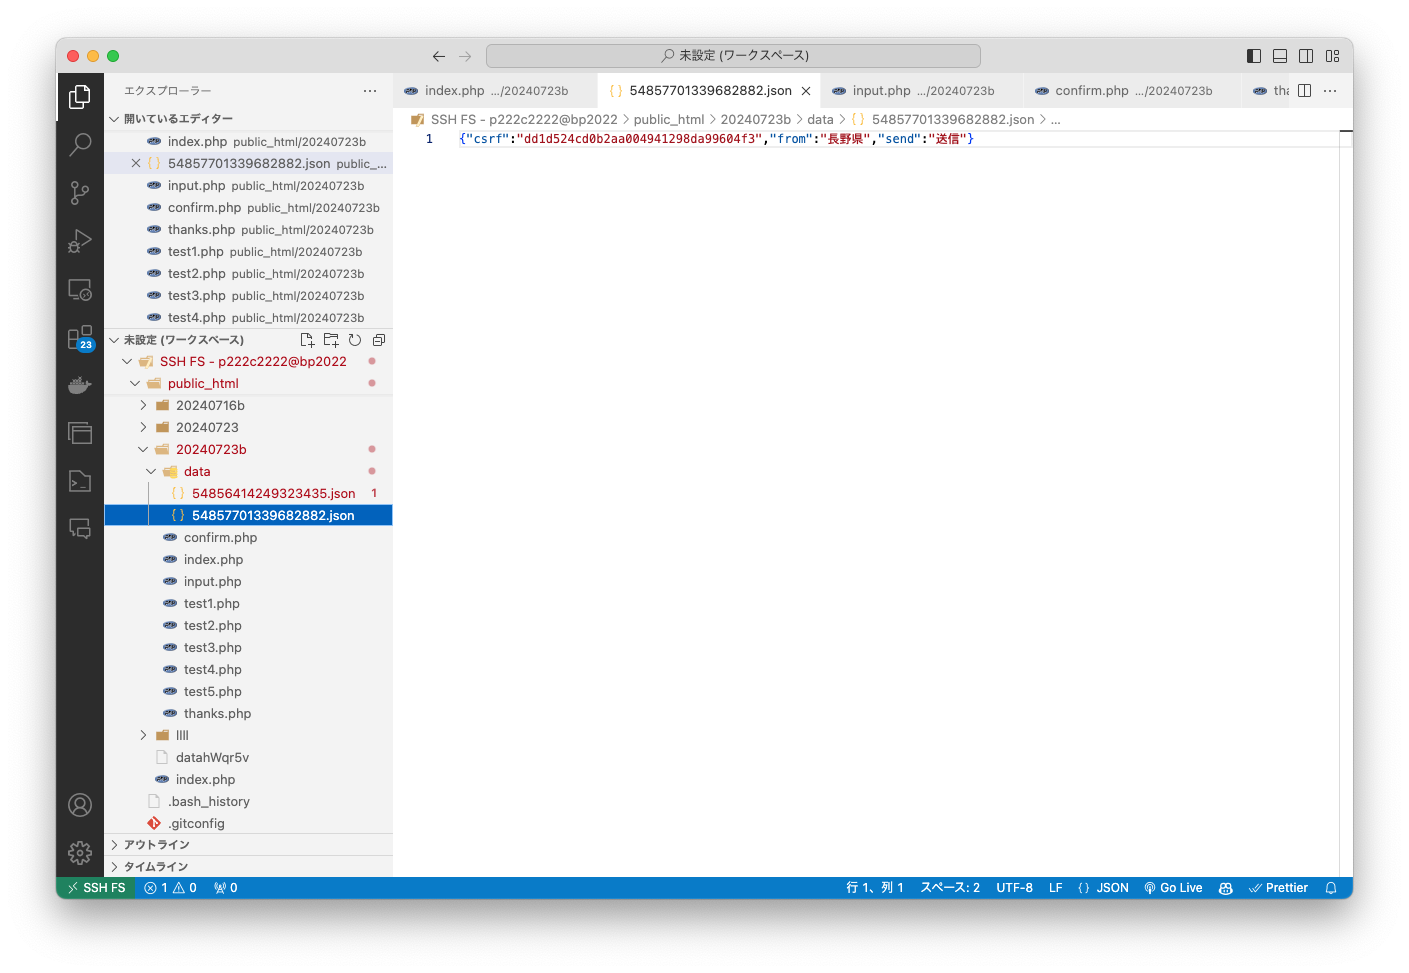 未設定 (ワークスペース)
エクスプローラー
index.php .../20240723b
54857701339682882.json
input.php .../20240723b
confirm.php .../20240723b
tha
開いているエディター
SSH FS - p222c2222@bp2022 > public_html > 20240723b > data > {} 54857701339682882.json > ...
index.php public_html/20240723b
1 {"csrf":"dd1d524cd0b2aa004941298da99604f3","from":"長野県","send":"送信"}
{} 54857701339682882.json public_...
input.php public_html/20240723b
confirm.php public_html/20240723b
thanks.php public_html/20240723b
test1.php public_html/20240723b
test2.php public_html/20240723b
test3.php public_html/20240723b
test4.php public_html/20240723b
未設定 (ワークスペース)
23
SSH FS - p222c2222@bp2022
public_html
20240716b
20240723
20240723b
data
{} 54856414249323435.json 1
{} 54857701339682882.json
confirm.php
index.php
input.php
test1.php
test2.php
test3.php
test4.php
test5.php
thanks.php
llll
datahWqr5v
index.php
.bash_history
.gitconfig
アウトライン
タイムライン
SSH FS 1 0 0 行 1、列 1 スペース: 2 UTF-8 LF {} JSON Go Live Prettier